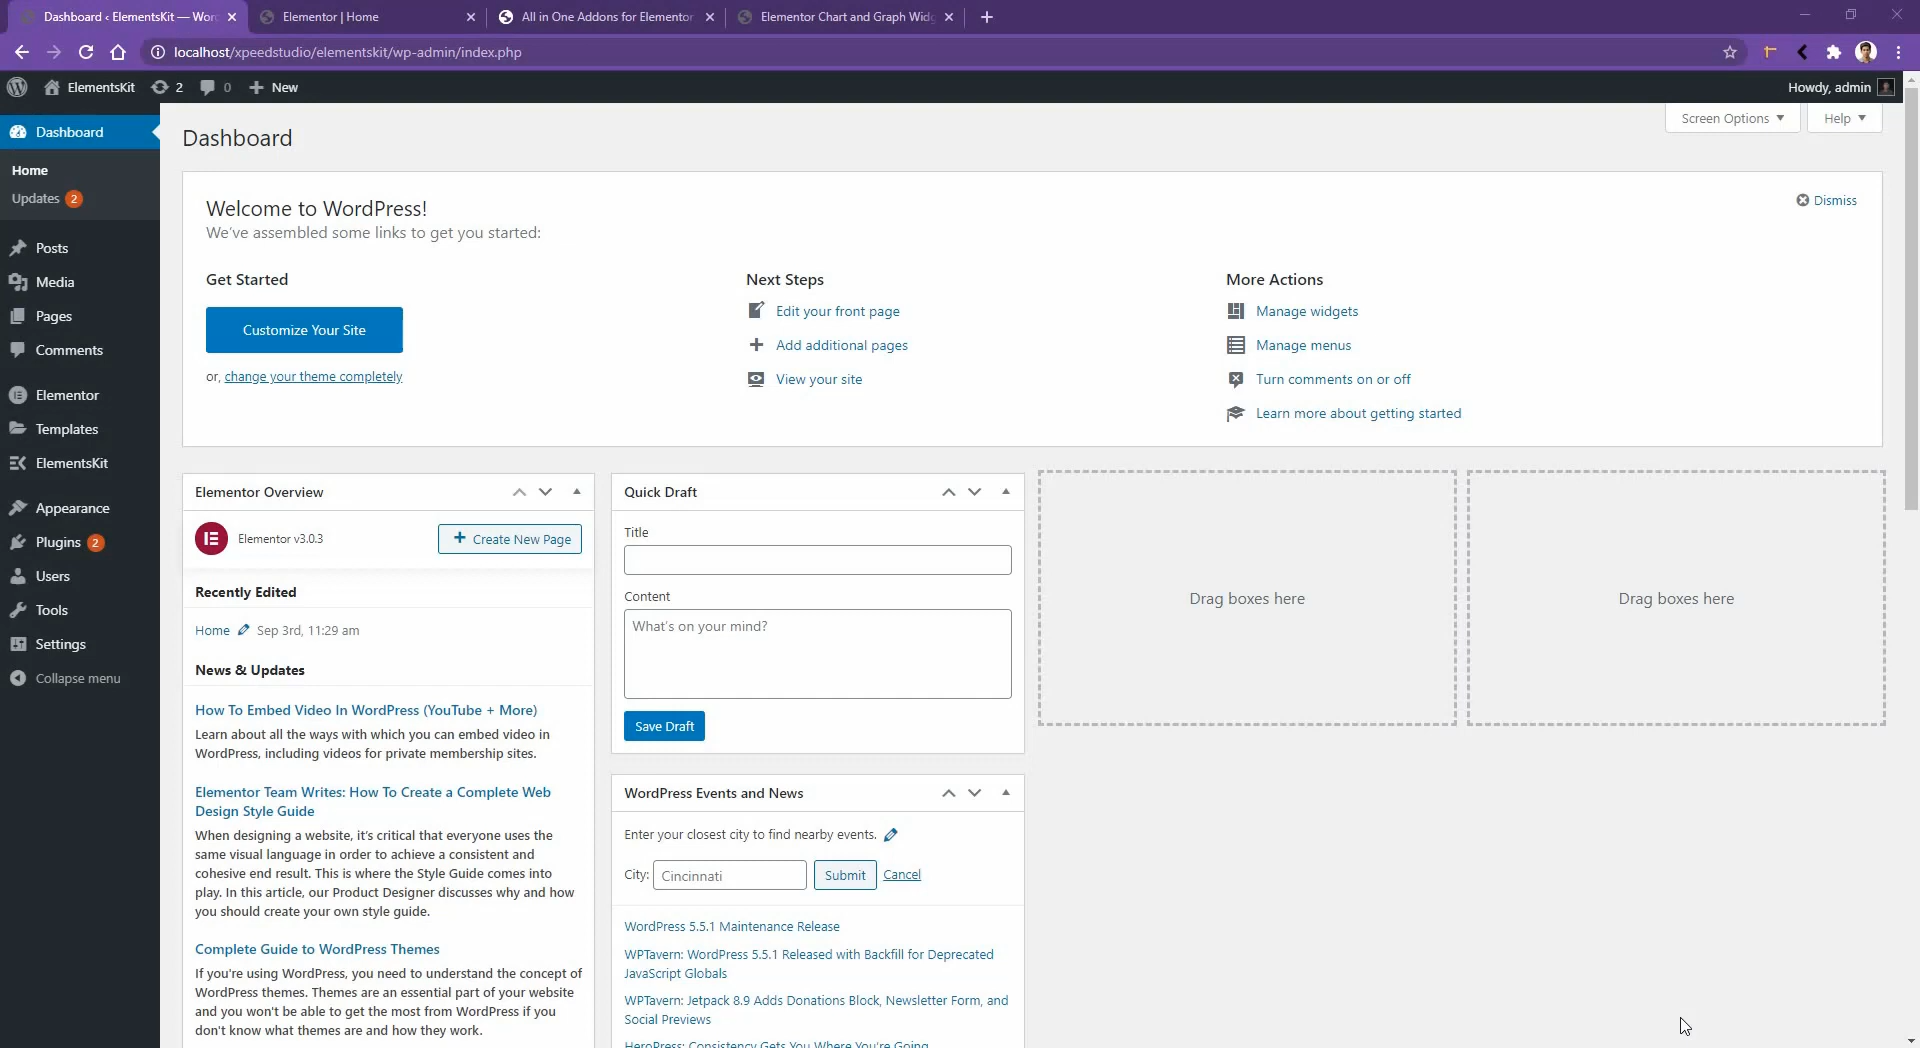 Dashboard ‹ ElementsKit — Wor
Elementor | Home
All in One Addons for Elementor
Elementor Chart and Graph Widg
localhost/xpeedstudio/elementskit/wp-admin/index.php
ElementsKit
2
0
New
Howdy, admin
Dashboard
Home
Updates 2
Posts
Media
Pages
Comments
Elementor
Templates
ElementsKit
Appearance
Plugins 2
Users
Tools
Settings
Collapse menu
Dashboard
Screen Options
Help
Welcome to WordPress!
We've assembled some links to get you started:
Dismiss
Get Started
Customize Your Site
or, change your theme completely
Next Steps
Edit your front page
Add additional pages
View your site
More Actions
Manage widgets
Manage menus
Turn comments on or off
Learn more about getting started
Elementor Overview
Elementor v3.0.3
Create New Page
Recently Edited
Home Sep 3rd, 11:29 am
News & Updates
How To Embed Video In WordPress (YouTube + More)
Learn about all the ways with which you can embed video in
WordPress, including videos for private membership sites.
Elementor Team Writes: How To Create a Complete Web
Design Style Guide
When designing a website, it's critical that everyone uses the
same visual language in order to achieve a consistent and
cohesive end result. This is where the Style Guide comes into
play. In this article, our Product Designer discusses why and how
you should create your own style guide.
Complete Guide to WordPress Themes
If you're using WordPress, you need to understand the concept of
WordPress themes. Themes are an essential part of your website
and you won't be able to get the most from WordPress if you
don't know what themes are and how they work.
Quick Draft
Title
Content
What's on your mind?
Save Draft
WordPress Events and News
Enter your closest city to find nearby events.
City: Cincinnati Submit Cancel
WordPress 5.5.1 Maintenance Release
WPTavern: WordPress 5.5.1 Released with Backfill for Deprecated
JavaScript Globals
WPTavern: Jetpack 8.9 Adds Donations Block, Newsletter Form, and
Social Previews
HeroPress: Consistency Gets You Where You're Going
Drag boxes here
Drag boxes here